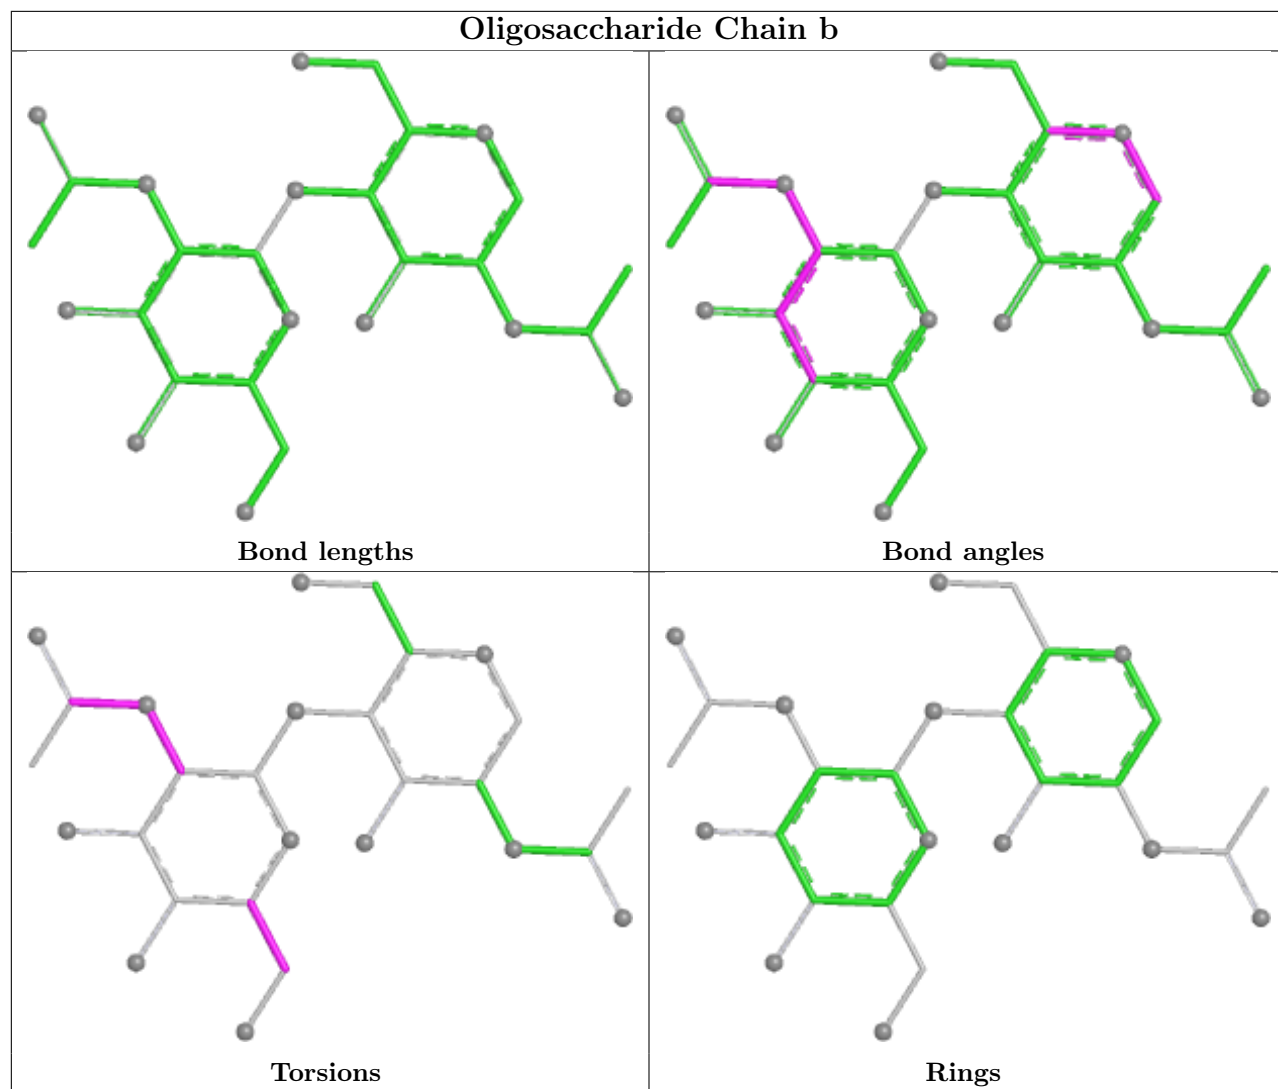 Oligosaccharide Chain b
Bond lengths
Bond angles
Torsions
Rings